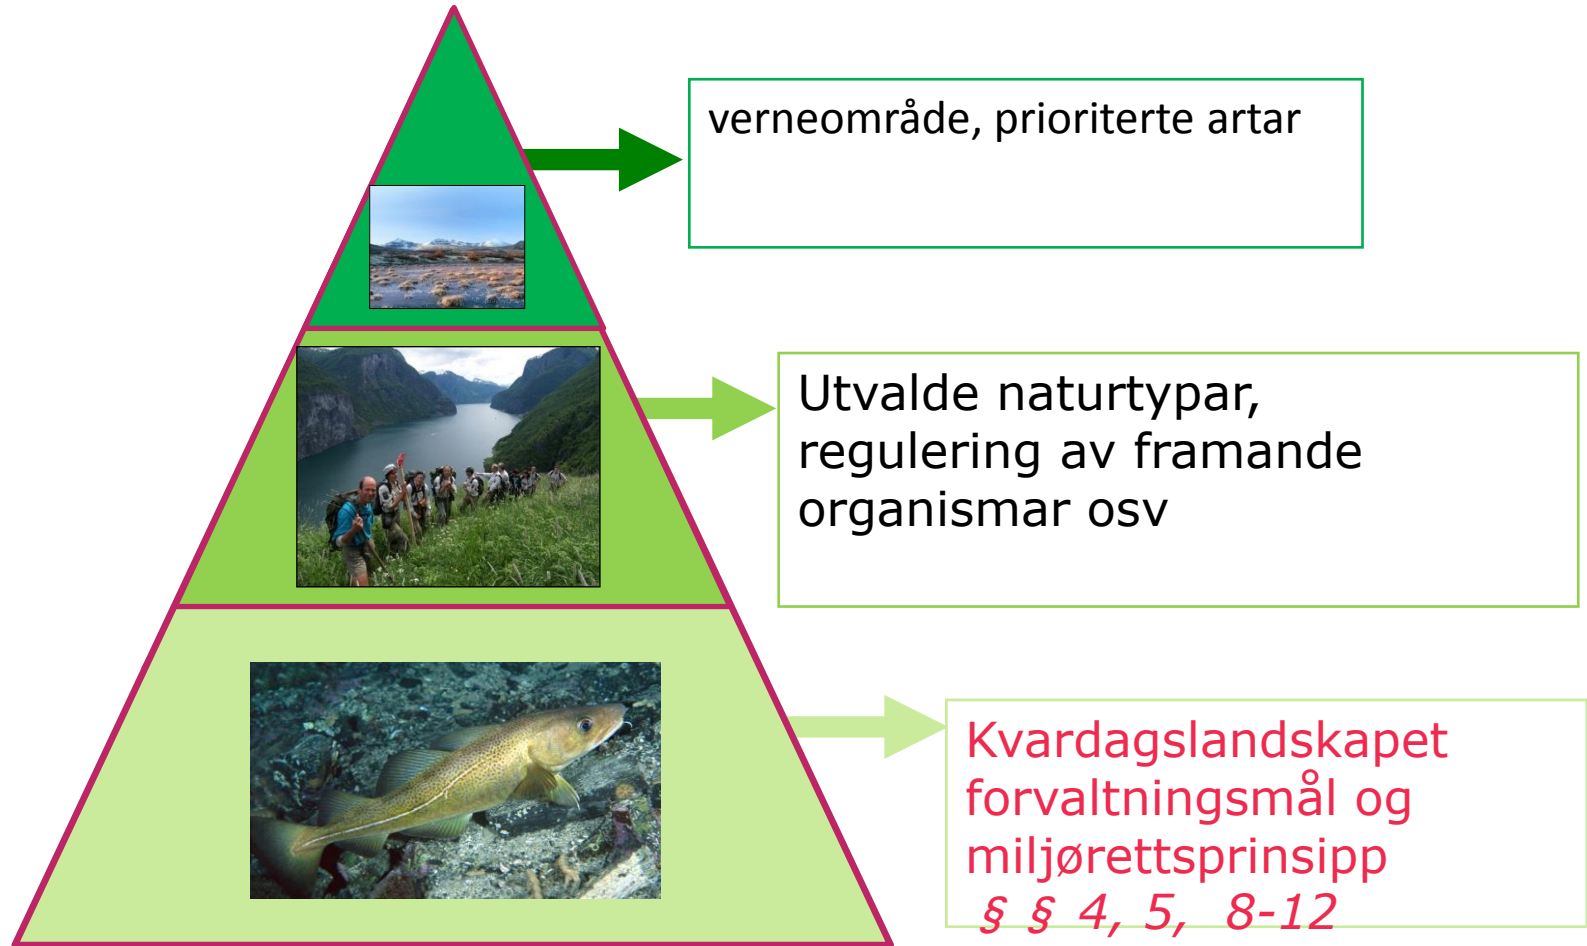 verneområde, prioriterte artar
Utvalde naturtypar,
regulering av framande
organismar osv
Kvardagslandskapet
forvaltningsmål og
miljørettsprinsipp
§ § 4, 5, 8-12